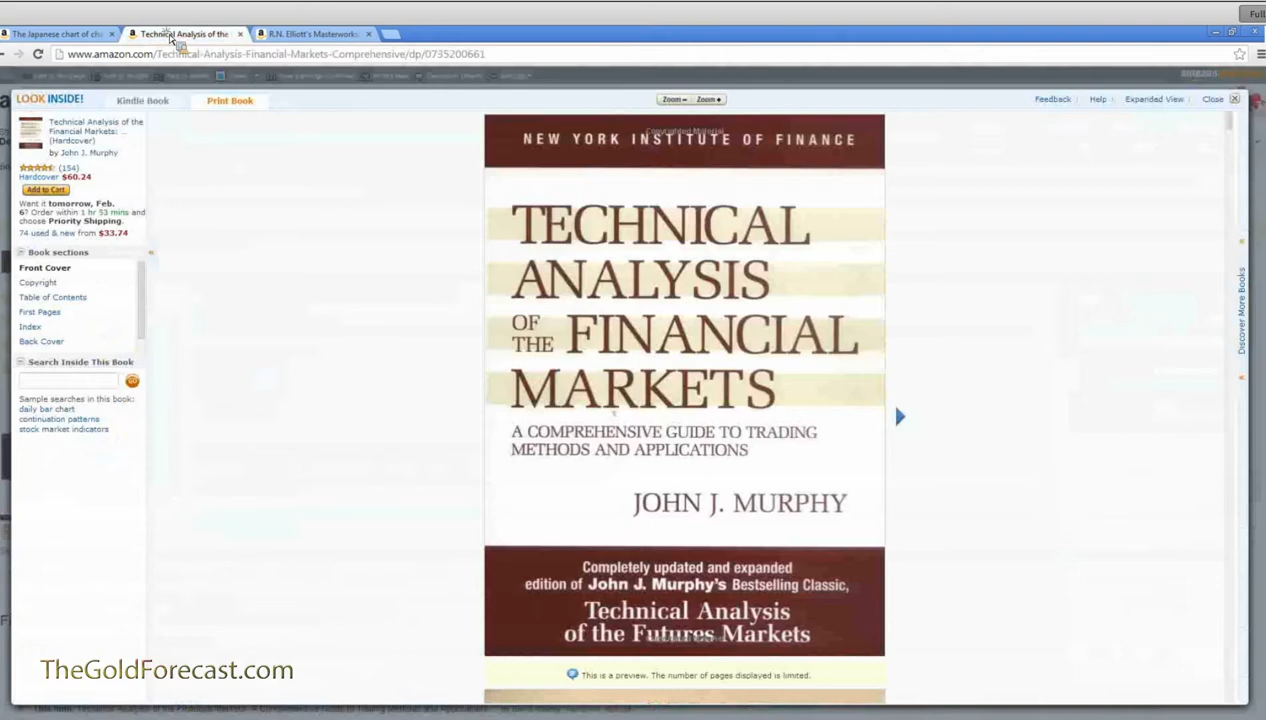 Full
The Japanese chart of cha
Technical Analysis of the
R.N. Elliott's Masterworks
www.amazon.com/Technical-Analysis-Financial-Markets-Comprehensive/dp/0735200661
LOOK INSIDE!
Kindle Book
Print Book
Zoom
Zoom
Feedback
Help
Expanded View
Close
Technical Analysis of the
Financial Markets: ...
(Hardcover)
by John J. Murphy
(154)
Hardcover $60.24
Add to Cart
Want it tomorrow, Feb.
6? Order within 1 hr 53 mins and
choose Priority Shipping.
74 used & new from $33.74
Book sections
Front Cover
Copyright
Table of Contents
First Pages
Index
Back Cover
Search Inside This Book
GO
Sample searches in this book:
daily bar chart
continuation patterns
stock market indicators
Copyrighted Material
NEW YORK INSTITUTE OF FINANCE
TECHNICAL
ANALYSIS
OF THE FINANCIAL
MARKETS
A COMPREHENSIVE GUIDE TO TRADING
METHODS AND APPLICATIONS
JOHN J. MURPHY
Completely updated and expanded
edition of John J. Murphy's Bestselling Classic,
Technical Analysis
of the Futures Markets
This is a preview. The number of pages displayed is limited.
Discover More Books
TheGoldForecast.com